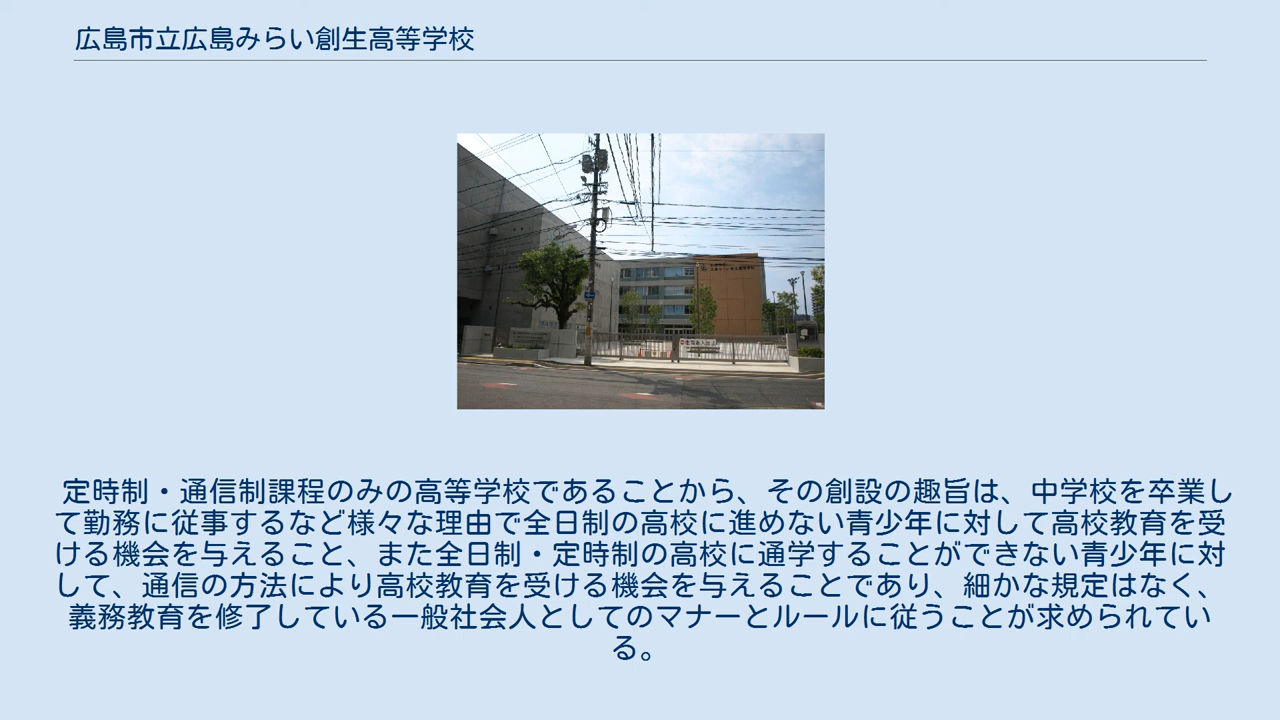 広島市立広島みらい創生高等学校
定時制・通信制課程のみの高等学校であることから、その創設の趣旨は、中学校を卒業し
て勤務に従事するなど様々な理由で全日制の高校に進めない青少年に対して高校教育を受
ける機会を与えること、また全日制・定時制の高校に通学することができない青少年に対
して、通信の方法により高校教育を受ける機会を与えることであり、細かな規定はなく、
義務教育を修了している一般社会人としてのマナーとルールに従うことが求められてい
る。